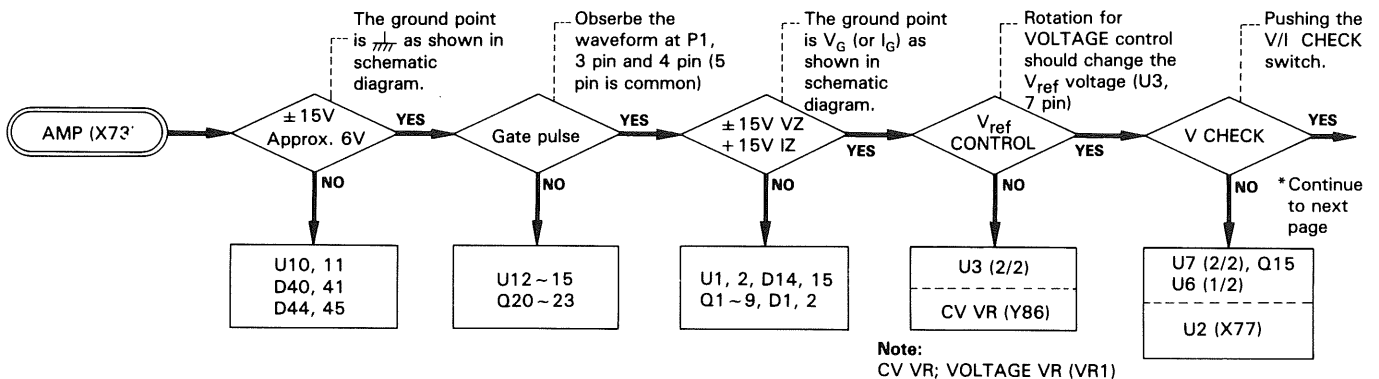 The ground point
is as shown in
schematic
diagram.
Obserbe the
waveform at P1,
3 pin and 4 pin (5
pin is common)
The ground point
is VG (or IG) as
shown in
schematic
diagram.
Rotation for
VOLTAGE control
should change the
Vref voltage (U3,
7 pin)
Pushing the
V/I CHECK
switch.
AMP (X73'
± 15V
Approx. 6V
YES
Gate pulse
YES
± 15V VZ
+ 15V IZ
YES
Vref
CONTROL
YES
V CHECK
YES
NO
NO
NO
NO
NO
*Continue
to next
page
U10, 11
D40, 41
D44, 45
U12~15
Q20~23
U1, 2, D14, 15
Q1~9, D1, 2
U3 (2/2)
CV VR (Y86)
U7 (2/2), Q15
U6 (1/2)
U2 (X77)
Note:
CV VR; VOLTAGE VR (VR1)